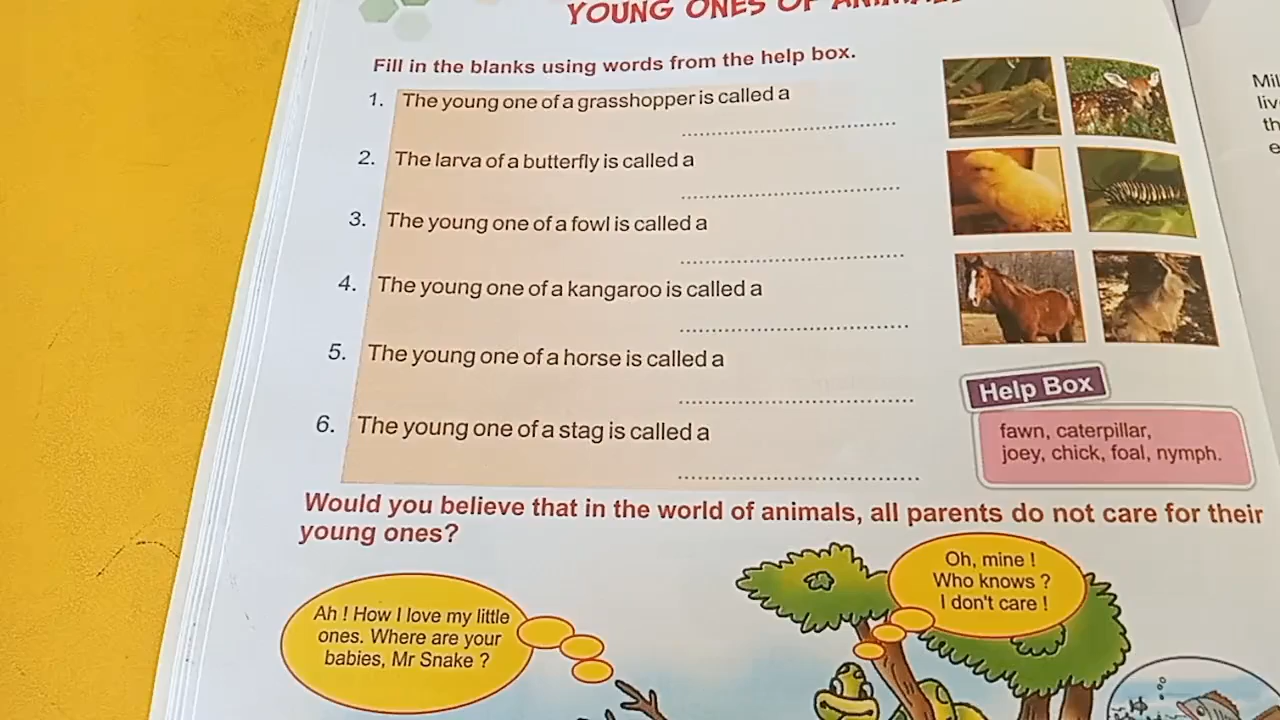 YOUNG ONES OF ANIMALS
Fill in the blanks using words from the help box.
1. The young one of a grasshopper is called a
2. The larva of a butterfly is called a
3. The young one of a fowl is called a
4. The young one of a kangaroo is called a
5. The young one of a horse is called a
6. The young one of a stag is called a
Help Box
fawn, caterpillar,
joey, chick, foal, nymph.
Would you believe that in the world of animals, all parents do not care for their
young ones?
Ah ! How I love my little
ones. Where are your
babies, Mr Snake ?
Oh, mine !
Who knows ?
I don't care !